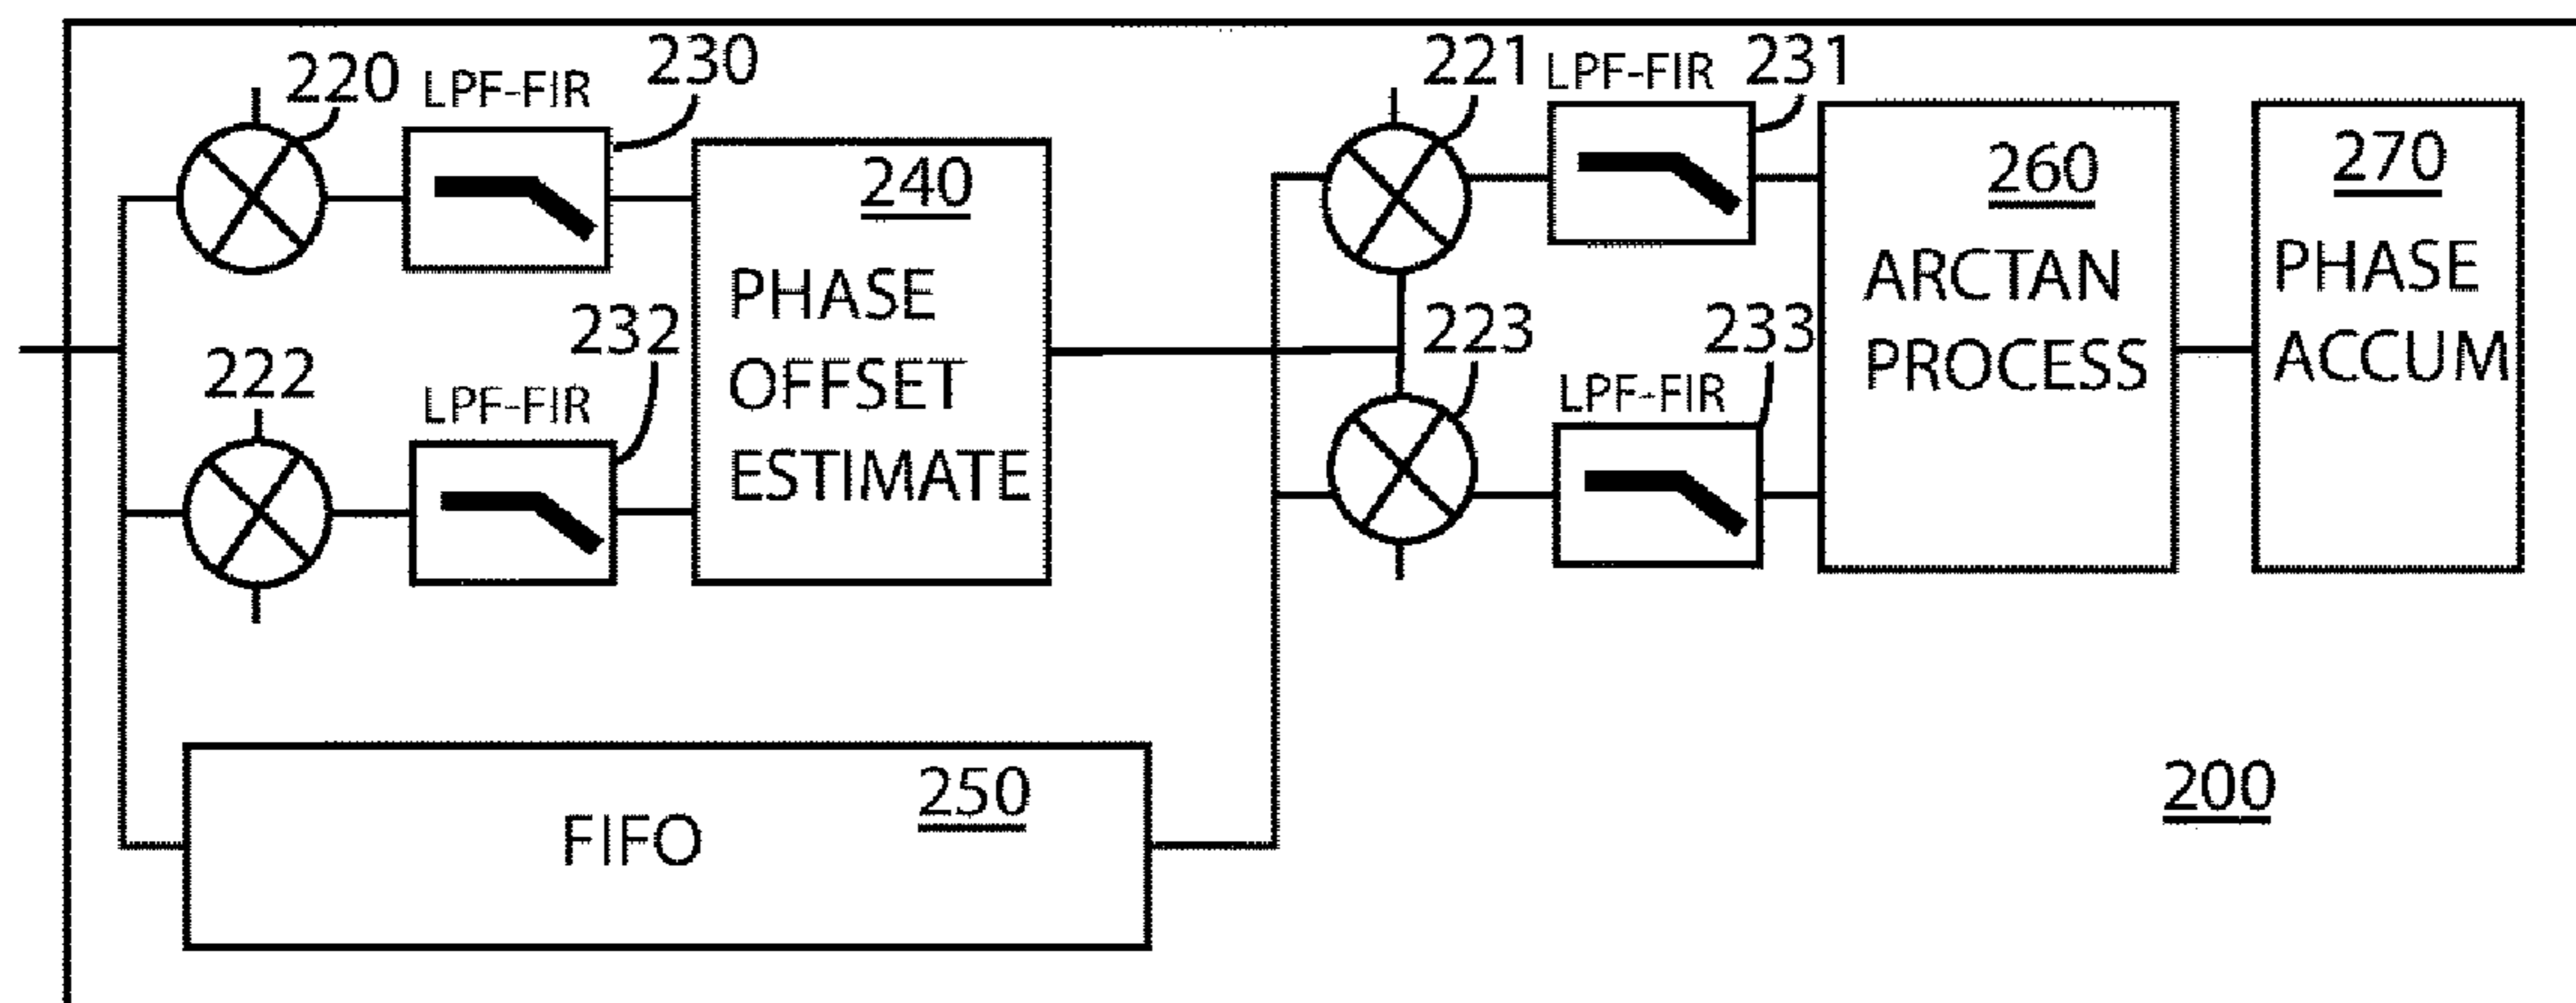 220
LPF-FIR
230
221
LPF-FIR
231
240
PHASE
OFFSET
ESTIMATE
260
ARCTAN
PROCESS
270
PHASE
ACCUM
222
LPF-FIR
232
223
LPF-FIR
233
FIFO
250
200